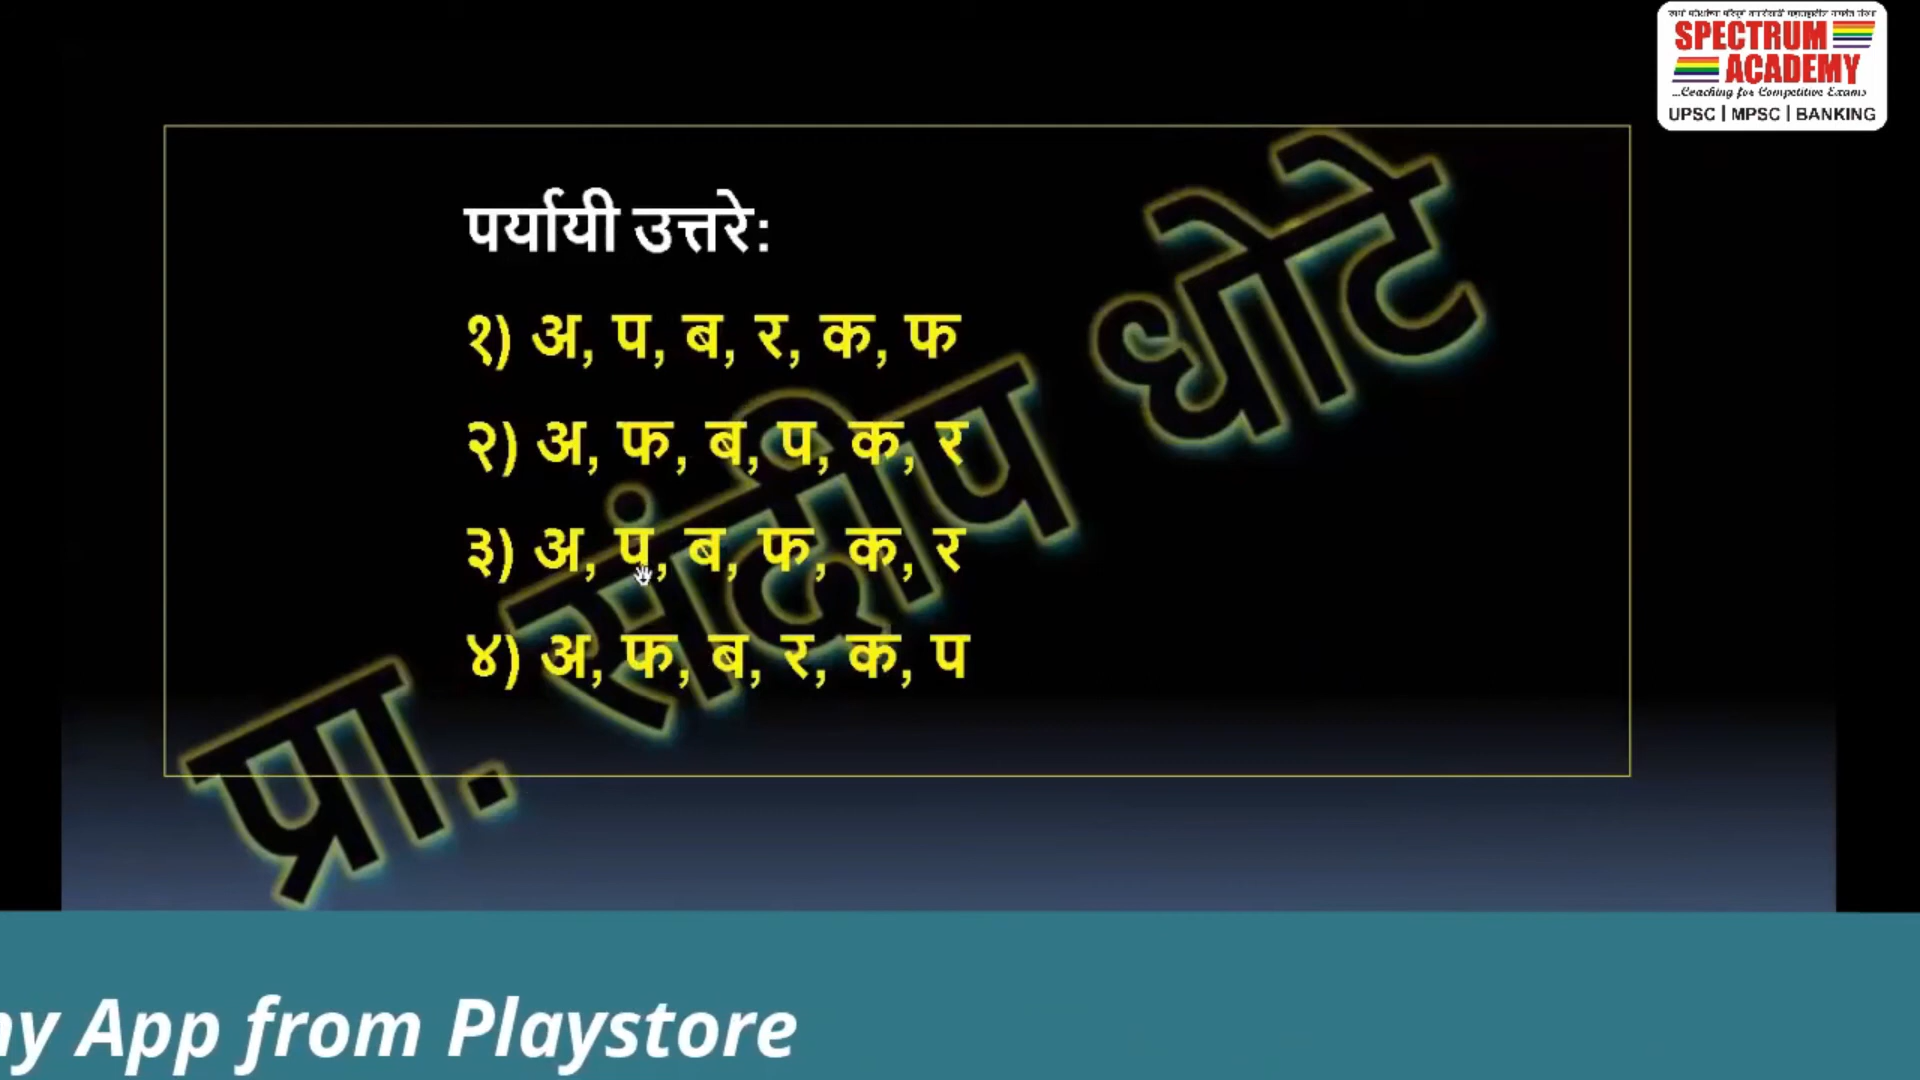 SPECTRUM
ACADEMY
...Coaching for Competitive Exams
UPSC | MPSC | BANKING
पर्यायी उत्तरे:
१) अ, प, ब, र, क, फ
२) अ, फ, ब, प, क, र
३) अ, प, ब, फ, क, र
४) अ, फ, ब, र, क, प
प्रा. संदीप धोटे
ny App from Playstore